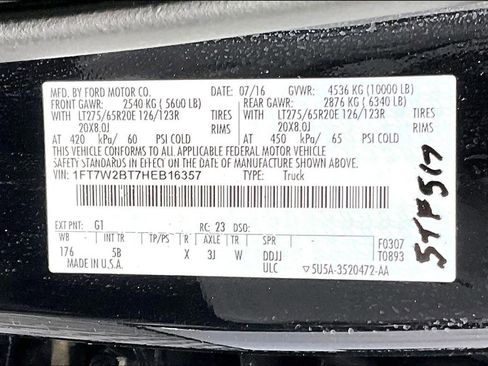 MFD. BY FORD MOTOR CO. DATE: 07/16 GVWR: 4536 KG (10000 LB)
FRONT GAWR: 2540 KG (5600 LB) REAR GAWR: 2876 KG (6340 LB)
WITH LT275/65R20E 126/123R TIRES WITH LT275/65R20E 126/123R TIRES
20X8.0J RIMS 20X8.0J RIMS
AT 420 kPa/ 60 PSI COLD AT 450 kPa/ 65 PSI COLD
THIS VEHICLE CONFORMS TO ALL APPLICABLE FEDERAL MOTOR VEHICLE
SAFETY AND THEFT PREVENTION STANDARDS IN EFFECT ON THE DATE OF MANUFACTURE SHOWN ABOVE.
VIN: 1FT7W2BT7HEB16357 TYPE: Truck
EXT PNT: G1 RC: 23 DSO:
WB INT TR TP/PS R AXLE TR SPR F0307
176 5B X 3J W DDJJ T0893
MADE IN U.S.A. ULC 5U5A-3520472-AA